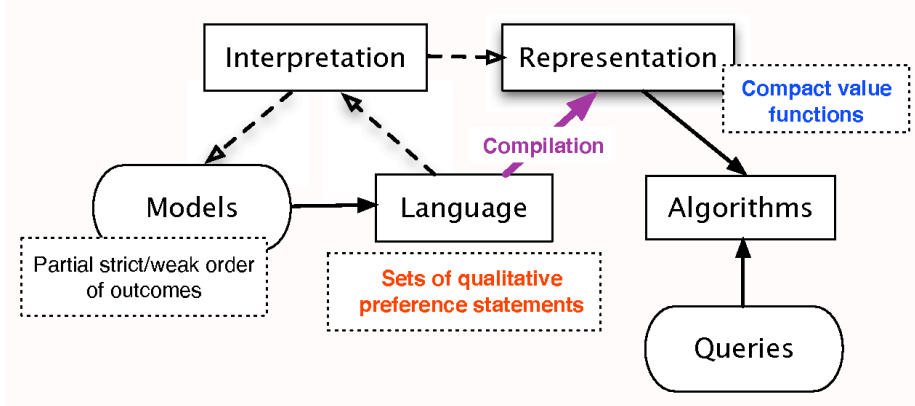 Interpretation
Representation
Compact value
functions
Compilation
Models
Language
Algorithms
Partial strict/weak order
of outcomes
Sets of qualitative
preference statements
Queries